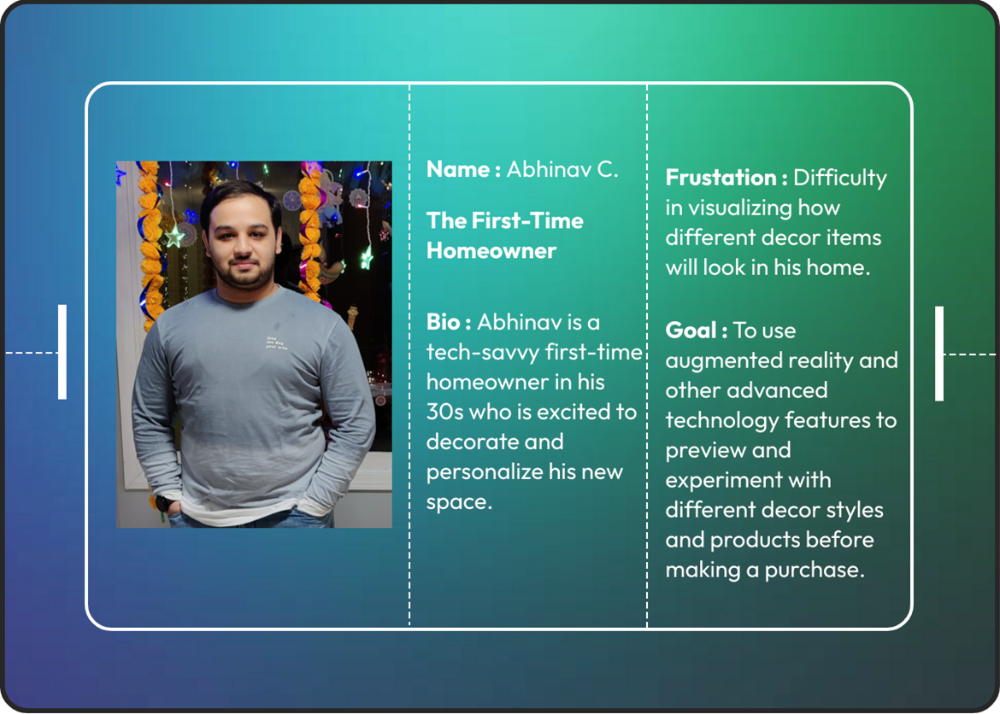 Name : Abhinav C.
The First-Time
Homeowner
Bio : Abhinav is a
tech-savvy first-time
homeowner in his
30s who is excited to
decorate and
personalize his new
space.
Frustation : Difficulty
in visualizing how
different decor items
will look in his home.
Goal : To use
augmented reality and
other advanced
technology features to
preview and
experiment with
different decor styles
and products before
making a purchase.